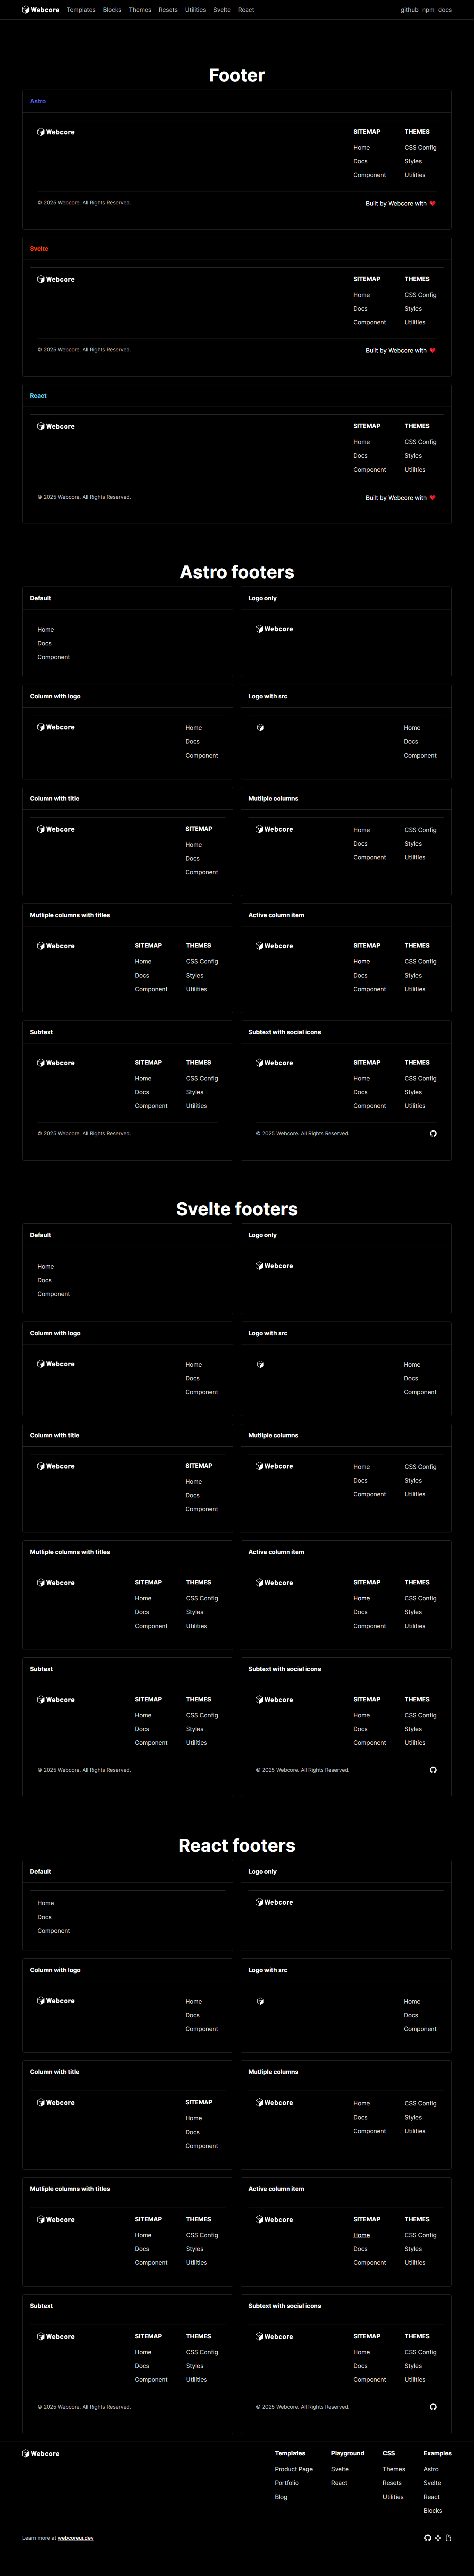 Webcore Templates Blocks Themes Resets Utilities Svelte React github npm docs
Footer
Astro
Webcore SITEMAP THEMES
Home CSS Config
Docs Styles
Component Utilities
© 2025 Webcore. All Rights Reserved. Built by Webcore with ❤️
Svelte
Webcore SITEMAP THEMES
Home CSS Config
Docs Styles
Component Utilities
© 2025 Webcore. All Rights Reserved. Built by Webcore with ❤️
React
Webcore SITEMAP THEMES
Home CSS Config
Docs Styles
Component Utilities
© 2025 Webcore. All Rights Reserved. Built by Webcore with ❤️
Astro footers
Default
Home
Docs
Component
Logo only
Webcore
Column with logo
Webcore Home
Docs
Component
Logo with src
Home
Docs
Component
Column with title
Webcore SITEMAP
Home
Docs
Component
Mutliple columns
Webcore Home CSS Config
Docs Styles
Component Utilities
Mutliple columns with titles
Webcore SITEMAP THEMES
Home CSS Config
Docs Styles
Component Utilities
Active column item
Webcore SITEMAP THEMES
Home CSS Config
Docs Styles
Component Utilities
Subtext
Webcore SITEMAP THEMES
Home CSS Config
Docs Styles
Component Utilities
© 2025 Webcore. All Rights Reserved.
Subtext with social icons
Webcore SITEMAP THEMES
Home CSS Config
Docs Styles
Component Utilities
© 2025 Webcore. All Rights Reserved.
Svelte footers
Default
Home
Docs
Component
Logo only
Webcore
Column with logo
Webcore Home
Docs
Component
Logo with src
Home
Docs
Component
Column with title
Webcore SITEMAP
Home
Docs
Component
Mutliple columns
Webcore Home CSS Config
Docs Styles
Component Utilities
Mutliple columns with titles
Webcore SITEMAP THEMES
Home CSS Config
Docs Styles
Component Utilities
Active column item
Webcore SITEMAP THEMES
Home CSS Config
Docs Styles
Component Utilities
Subtext
Webcore SITEMAP THEMES
Home CSS Config
Docs Styles
Component Utilities
© 2025 Webcore. All Rights Reserved.
Subtext with social icons
Webcore SITEMAP THEMES
Home CSS Config
Docs Styles
Component Utilities
© 2025 Webcore. All Rights Reserved.
React footers
Default
Home
Docs
Component
Logo only
Webcore
Column with logo
Webcore Home
Docs
Component
Logo with src
Home
Docs
Component
Column with title
Webcore SITEMAP
Home
Docs
Component
Mutliple columns
Webcore Home CSS Config
Docs Styles
Component Utilities
Mutliple columns with titles
Webcore SITEMAP THEMES
Home CSS Config
Docs Styles
Component Utilities
Active column item
Webcore SITEMAP THEMES
Home CSS Config
Docs Styles
Component Utilities
Subtext
Webcore SITEMAP THEMES
Home CSS Config
Docs Styles
Component Utilities
© 2025 Webcore. All Rights Reserved.
Subtext with social icons
Webcore SITEMAP THEMES
Home CSS Config
Docs Styles
Component Utilities
© 2025 Webcore. All Rights Reserved.
Webcore Templates Playground CSS Examples
Product Page Svelte Themes Astro
Portfolio React Resets Svelte
Blog Utilities React
Blocks
Learn more at webcoreui.dev